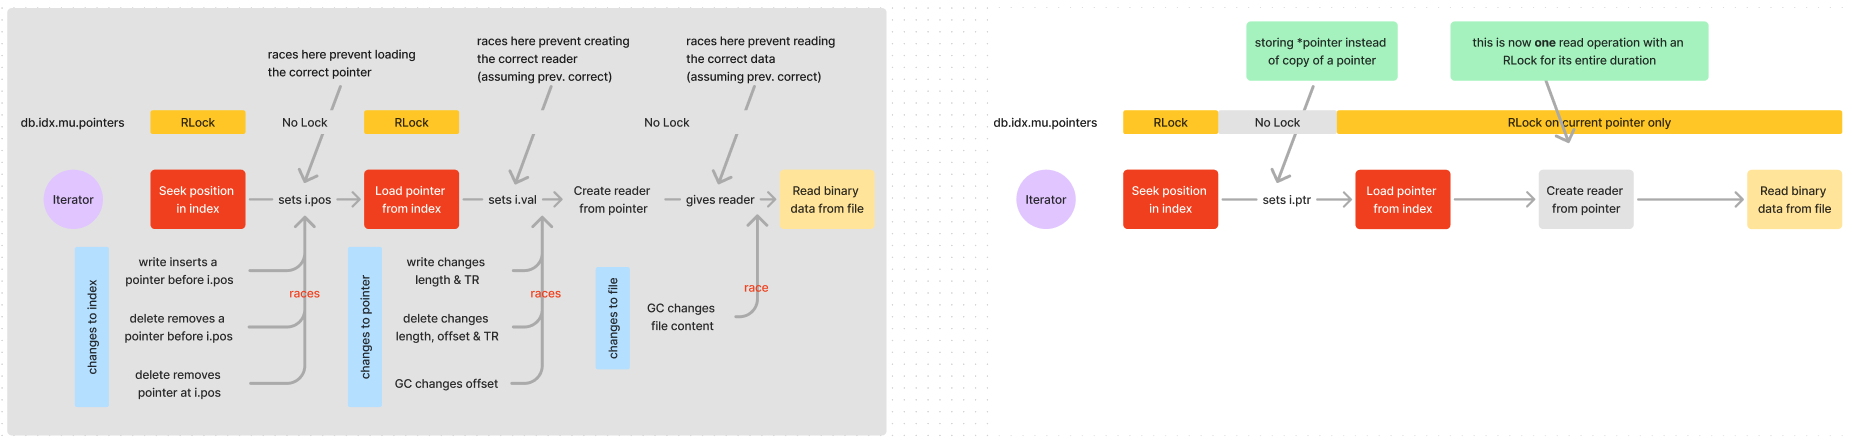 races here prevent loading
the correct pointer
races here prevent creating
the correct reader
(assuming prev. correct)
races here prevent reading
the correct data
(assuming prev. correct)
db.idx.mu.pointers
RLock
No Lock
RLock
No Lock
Iterator
Seek position
in index
sets i.pos
Load pointer
from index
sets i.val
Create reader
from pointer
gives reader
Read binary
data from file
changes to index
write inserts a
pointer before i.pos
delete removes a
pointer before i.pos
delete removes
pointer at i.pos
races
changes to pointer
write changes
length & TR
delete changes
length, offset & TR
GC changes offset
races
changes to file
GC changes
file content
race
storing *pointer instead
of copy of a pointer
this is now one read operation with an
RLock for its entire duration
db.idx.mu.pointers
RLock
No Lock
RLock on current pointer only
Iterator
Seek position
in index
sets i.ptr
Load pointer
from index
Create reader
from pointer
Read binary
data from file